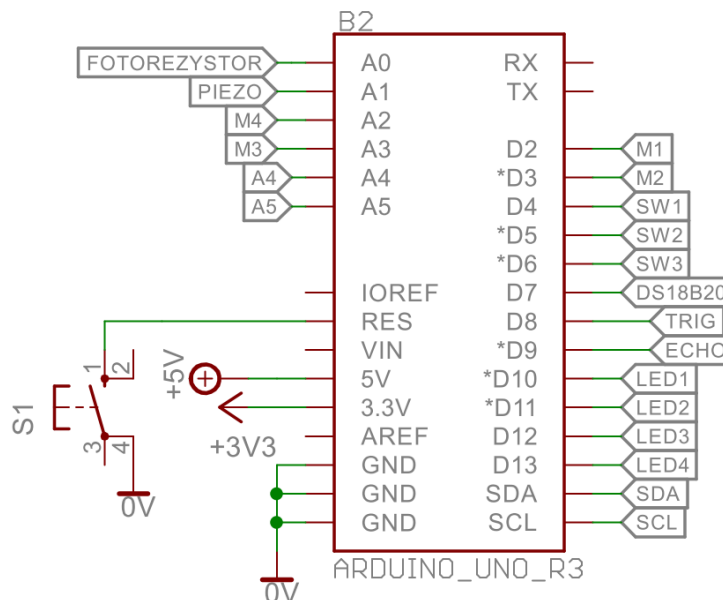 B2
FOTOREZYSTOR A0 RX
PIEZO A1 TX
M4 A2
M3 A3 D2 M1
A4 A4 *D3 M2
A5 A5 D4 SW1
*D5 SW2
*D6 SW3
IOREF D7 DS18B20
RES D8 TRIG
1 2 VIN *D9 ECHO
+5V 5V *D10 LED1
S1 3.3V *D11 LED2
3 4 +3V3 AREF D12 LED3
GND D13 LED4
0V GND SDA SDA
GND SCL SCL
0V ARDUINO_UNO_R3